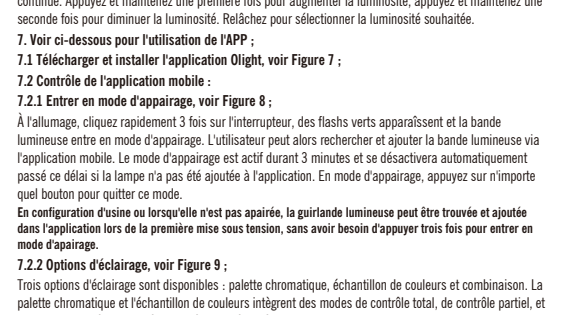 continue. Appuyez et maintenez une première fois pour augmenter la luminosité, appuyez et maintenez une
seconde fois pour diminuer la luminosité. Relâchez pour sélectionner la luminosité souhaitée.
7. Voir ci-dessous pour l'utilisation de l'APP ;
7.1 Télécharger et installer l'application Olight, voir Figure 7 ;
7.2 Contrôle de l'application mobile :
7.2.1 Entrer en mode d'appairage, voir Figure 8 ;
À l'allumage, cliquez rapidement 3 fois sur l'interrupteur, des flashs verts apparaîssent et la bande
lumineuse entre en mode d'appairage. L'utilisateur peut alors rechercher et ajouter la bande lumineuse via
l'application mobile. Le mode d'appairage est actif durant 3 minutes et se désactivera automatiquement
passé ce délai si la lampe n'a pas été ajoutée à l'application. En mode d'appairage, appuyez sur n'importe
quel bouton pour quitter ce mode.
En configuration d'usine ou lorsqu'elle n'est pas apairée, la guirlande lumineuse peut être trouvée et ajoutée
dans l'application lors de la première mise sous tension, sans avoir besoin d'appuyer trois fois pour entrer en
mode d'apairage.
7.2.2 Options d'éclairage, voir Figure 9 ;
Trois options d'éclairage sont disponibles : palette chromatique, échantillon de couleurs et combinaison. La
palette chromatique et l'échantillon de couleurs intègrent des modes de contrôle total, de contrôle partiel, et